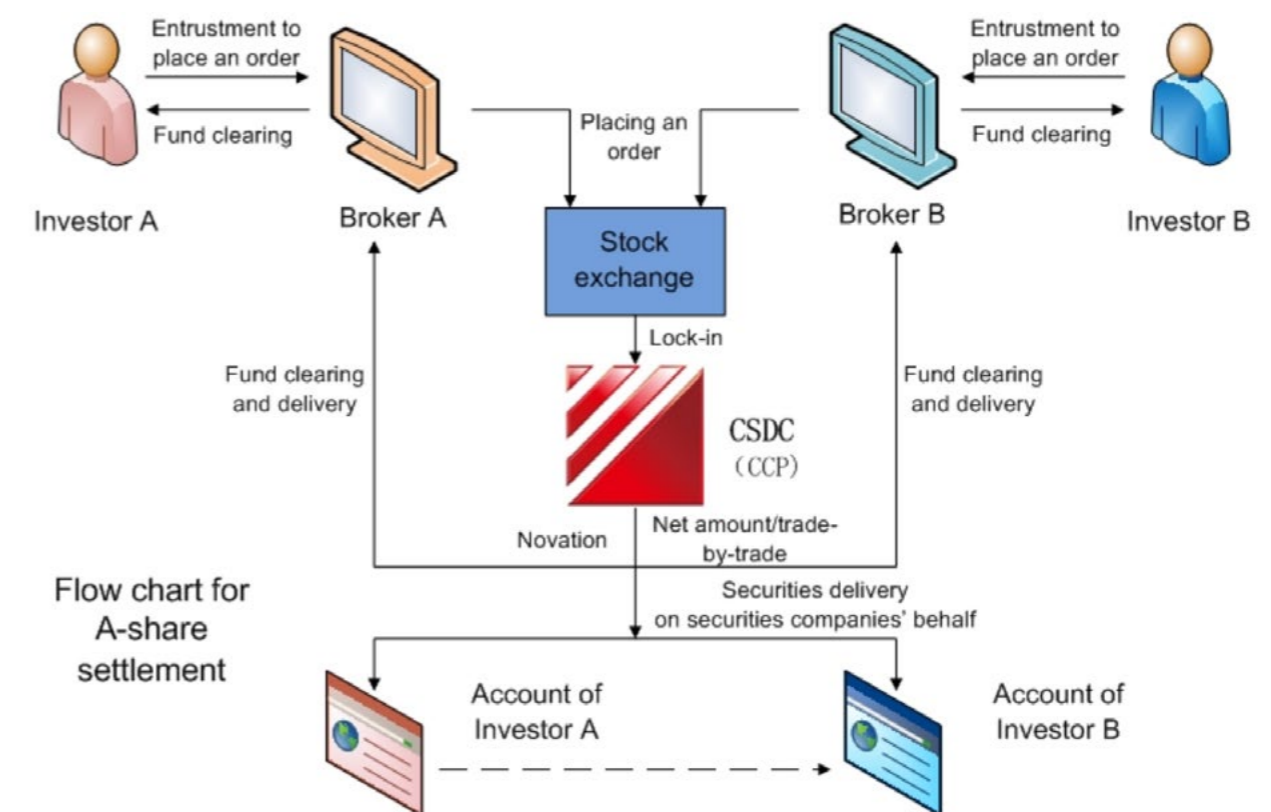 Entrustment to
place an order
Fund clearing
Investor A
Broker A
Placing an
order
Broker B
Entrustment to
place an order
Fund clearing
Investor B
Stock
exchange
Lock-in
Fund clearing
and delivery
CSDC
(CCP)
Fund clearing
and delivery
Novation
Net amount/trade-
by-trade
Flow chart for
A-share
settlement
Securities delivery
on securities companies' behalf
Account of
Investor A
Account of
Investor B